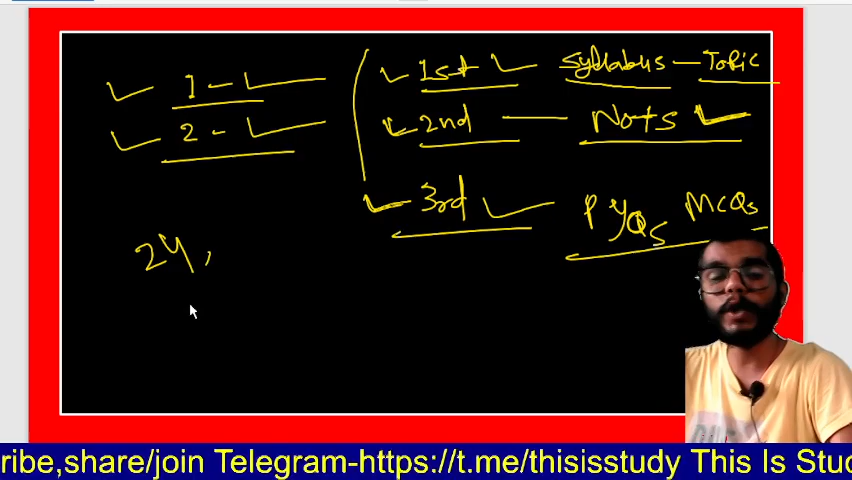 1 -
2 -
1st Syllabus - Topic
2nd — Nots
3rd PYQs MCQs
24,
ribe,share/join Telegram-https://t.me/thisisstudy This Is Stud